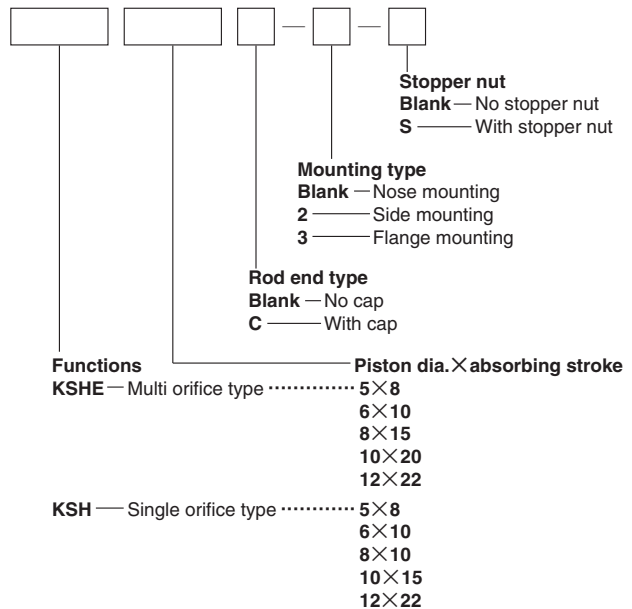 Stopper nut
Blank — No stopper nut
S — With stopper nut
Mounting type
Blank — Nose mounting
2 — Side mounting
3 — Flange mounting
Rod end type
Blank — No cap
C — With cap
Functions
Piston dia.×absorbing stroke
KSHE — Multi orifice type ·············· 5×8
6×10
8×15
10×20
12×22
KSH — Single orifice type ············ 5×8
6×10
8×10
10×15
12×22